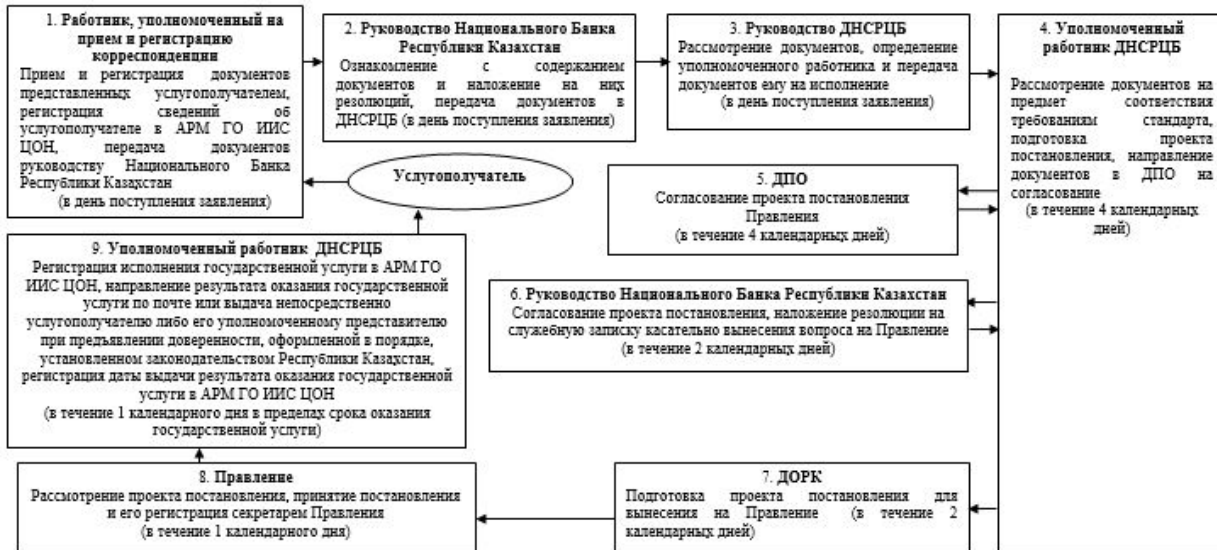 1. Работник, уполномоченный на
прием и регистрацию
корреспонденции
Прием и регистрация документов
представленных услугополучателем,
регистрация сведений об
услугополучателе в АРМ ГО ИИС
ЦОН, передача документов
руководству Национального Банка
Республики Казахстан
(в день поступления заявления)
2. Руководство Национального Банка
Республики Казахстан
Ознакомление с содержанием
документов и наложение на них
резолюций, передача документов в
ДНСРЦБ (в день поступления заявления)
3. Руководство ДНСРЦБ
Рассмотрение документов, определение
уполномоченного работника и передача
документов ему на исполнение
(в день поступления заявления)
4. Уполномоченный
работник ДНСРЦБ
Рассмотрение документов на
предмет соответствия
требованиям стандарта,
подготовка проекта
постановления, направление
документов в ДПО на
согласование
(в течение 4 календарных
дней)
Услугополучатель
5. ДПО
Согласование проекта постановления
Правления
(в течение 4 календарных дней)
6. Руководство Национального Банка Республики Казахстан
Согласование проекта постановления, наложение резолюции на
служебную записку касательно вынесения вопроса на Правление
(в течение 2 календарных дней)
9. Уполномоченный работник ДНСРЦБ
Регистрация исполнения государственной услуги в АРМ ГО
ИИС ЦОН, направление результата оказания государственной
услуги по почте или выдача непосредственно
услугополучателю либо его уполномоченному представителю
при предъявлении доверенности, оформленной в порядке,
установленном законодательством Республики Казахстан,
регистрация даты выдачи результата оказания государственной
услуги в АРМ ГО ИИС ЦОН
(в течение 1 календарного дня в пределах срока оказания
государственной услуги)
8. Правление
Рассмотрение проекта постановления, принятие постановления
и его регистрация секретарем Правления
(в течение 1 календарного дня)
7. ДОРК
Подготовка проекта постановления для
вынесения на Правление (в течение 2
календарных дней)